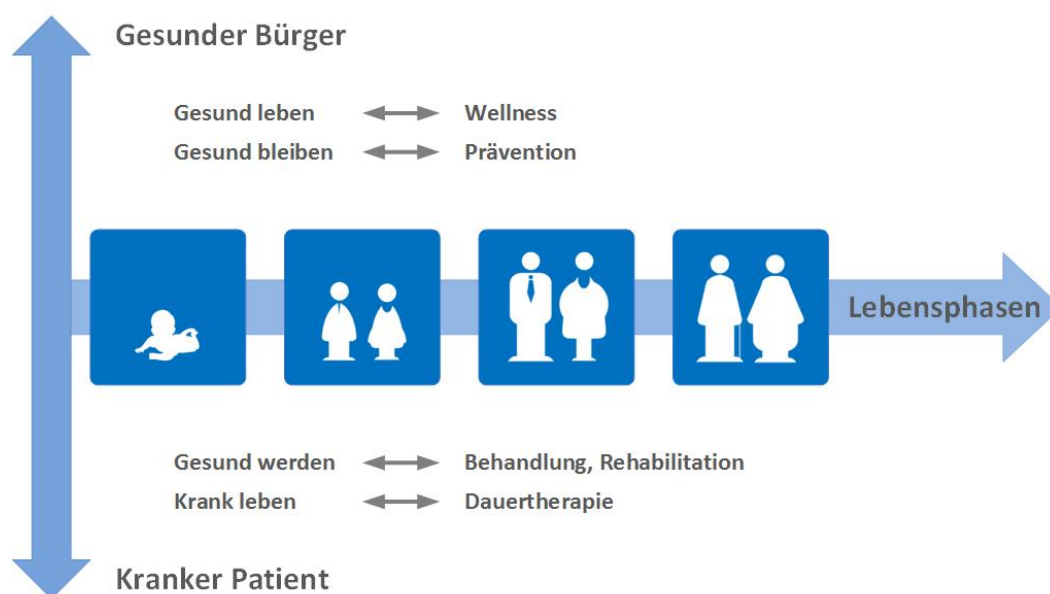 Gesunder Bürger
Gesund leben Wellness
Gesund bleiben Prävention
Lebensphasen
Gesund werden Behandlung, Rehabilitation
Krank leben Dauertherapie
Kranker Patient